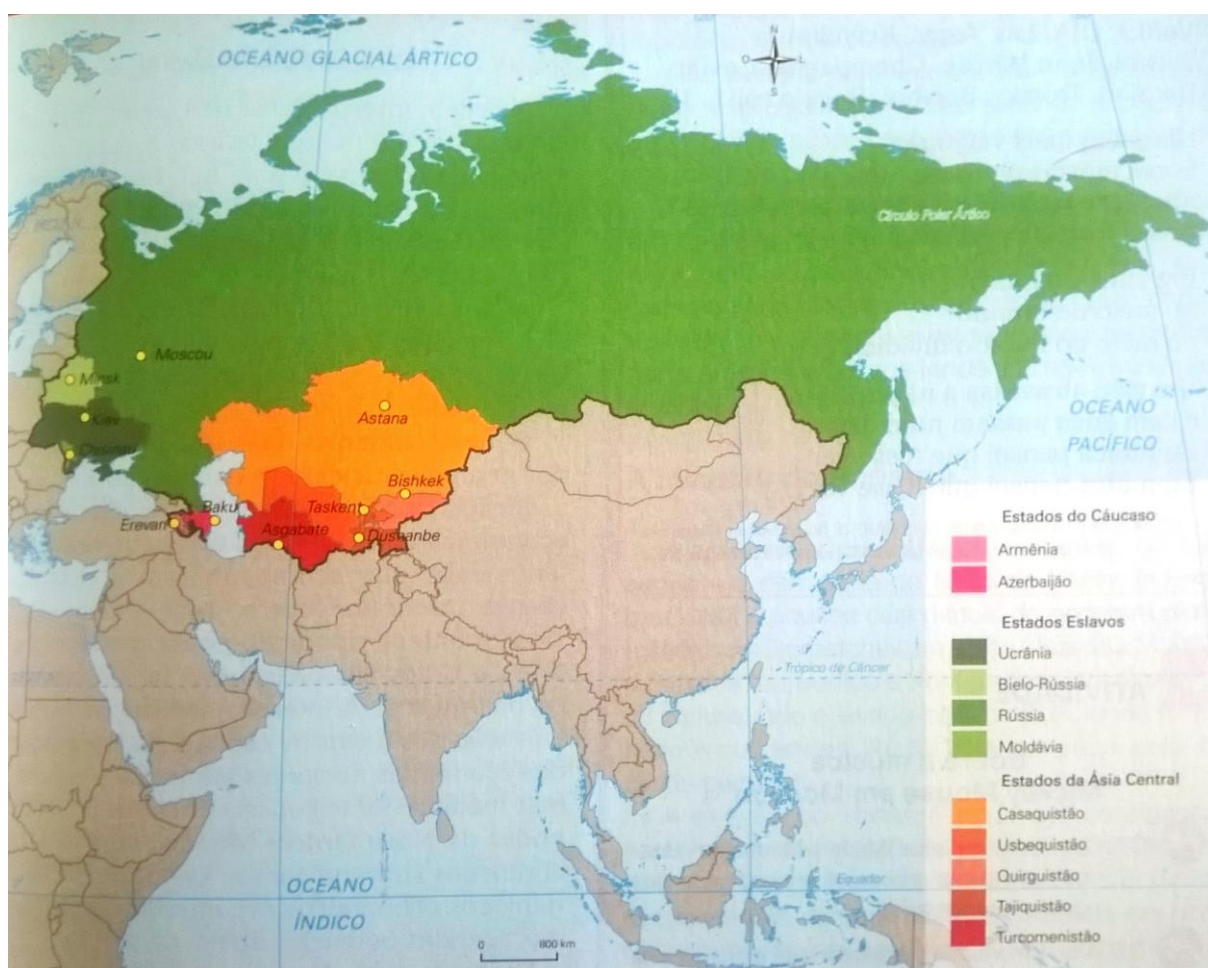 OCEANO GLACIAL ÁRTICO
N
O
S
Círculo Polar Ártico
Moscou
Minsk
Kiev
Astana
OCEANO
PACÍFICO
Bishkek
Baku
Taskent
Erevan
Asgabate
Dushanbe
Trópico de Câncer
Equador
OCEANO
ÍNDICO
0 800 km
Estados do Cáucaso
Armênia
Azerbaijão
Estados Eslavos
Ucrânia
Bielo-Rússia
Rússia
Moldávia
Estados da Ásia Central
Casaquistão
Usbequistão
Quirguistão
Tajiquistão
Turcomenistão